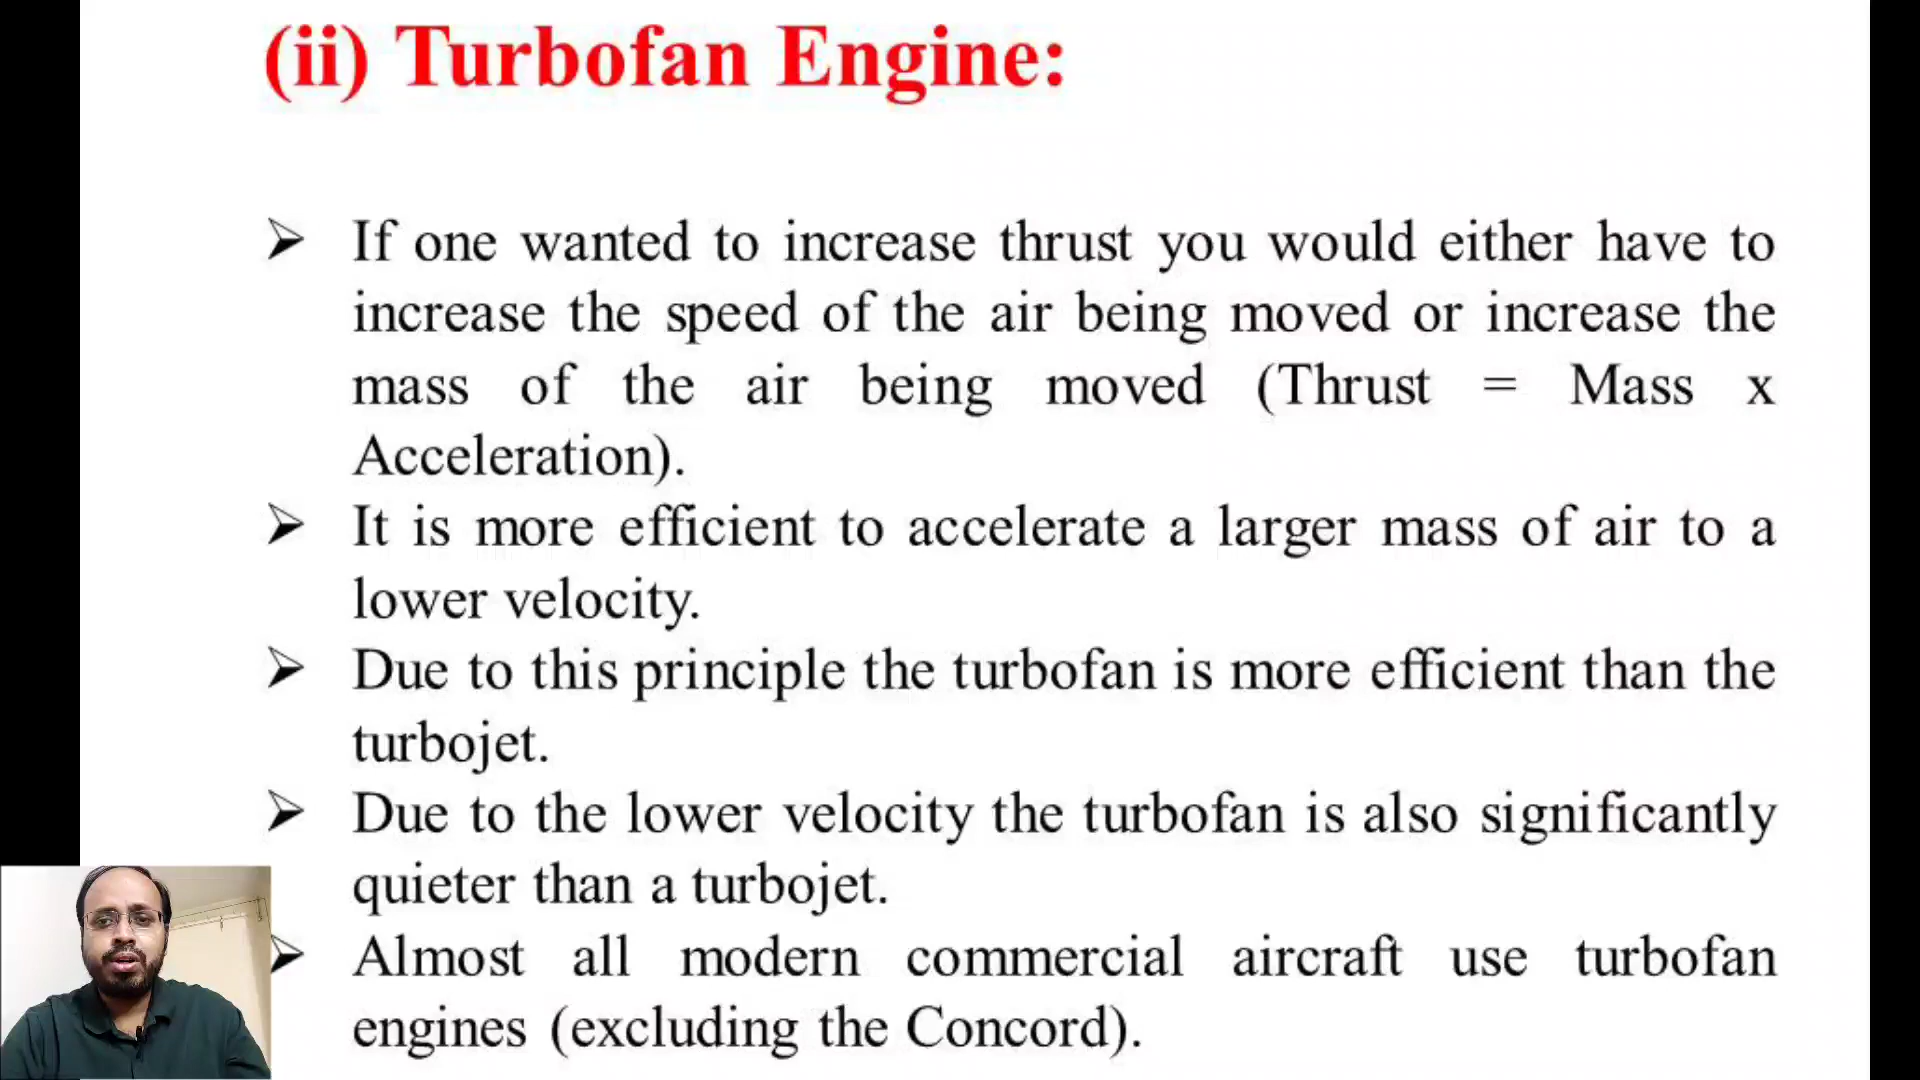 (ii) Turbofan Engine:
➢ If one wanted to increase thrust you would either have to
increase the speed of the air being moved or increase the
mass of the air being moved (Thrust = Mass x
Acceleration).
➢ It is more efficient to accelerate a larger mass of air to a
lower velocity.
➢ Due to this principle the turbofan is more efficient than the
turbojet.
➢ Due to the lower velocity the turbofan is also significantly
quieter than a turbojet.
➢ Almost all modern commercial aircraft use turbofan
engines (excluding the Concord).